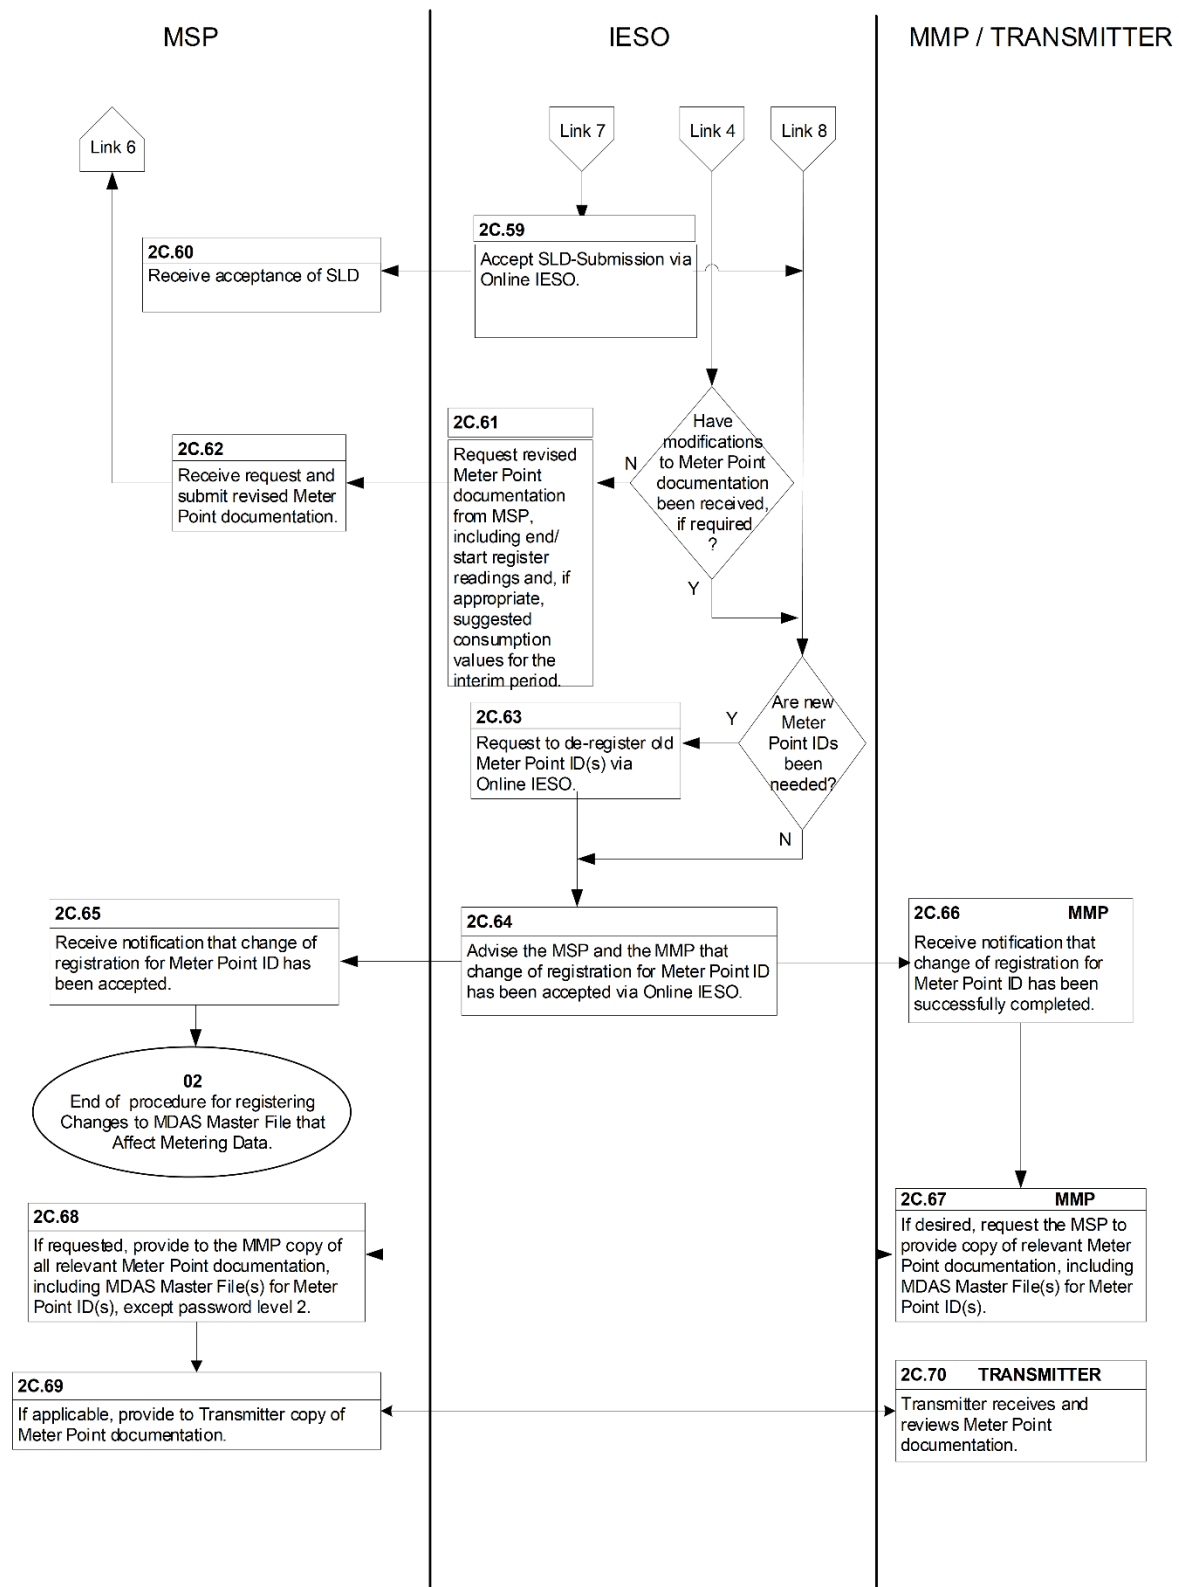 MSP
IESO
MMP / TRANSMITTER
Link 6
Link 7
Link 4
Link 8
2C.59
Accept SLD-Submission via
Online IESO.
2C.60
Receive acceptance of SLD
Have
modifications
to Meter Point
documentation
been received,
if required
?
N
Y
2C.61
Request revised
Meter Point
documentation
from MSP,
including end/
start register
readings and, if
appropriate,
suggested
consumption
values for the
interim period.
2C.62
Receive request and
submit revised Meter
Point documentation.
Are new
Meter
Point IDs
been
needed?
Y
N
2C.63
Request to de-register old
Meter Point ID(s) via
Online IESO.
2C.65
Receive notification that change of
registration for Meter Point ID has
been accepted.
2C.64
Advise the MSP and the MMP that
change of registration for Meter Point ID
has been accepted via Online IESO.
2C.66 MMP
Receive notification that
change of registration for
Meter Point ID has been
successfully completed.
02
End of procedure for registering
Changes to MDAS Master File that
Affect Metering Data.
2C.68
If requested, provide to the MMP copy of
all relevant Meter Point documentation,
including MDAS Master File(s) for Meter
Point ID(s), except password level 2.
2C.67 MMP
If desired, request the MSP to
provide copy of relevant Meter
Point documentation, including
MDAS Master File(s) for Meter
Point ID(s).
2C.69
If applicable, provide to Transmitter copy of
Meter Point documentation.
2C.70 TRANSMITTER
Transmitter receives and
reviews Meter Point
documentation.